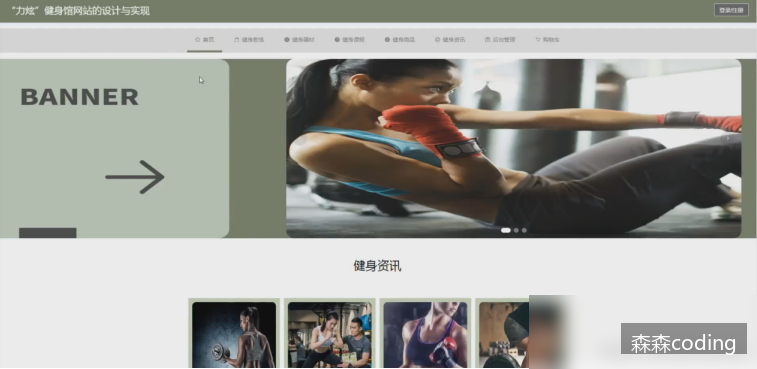 “力炫”健身馆网站的设计与实现
登录/注册
首页
健身教练
健身器材
健身课程
健身商品
健身资讯
后台管理
购物车
BANNER
健身资讯
森森coding